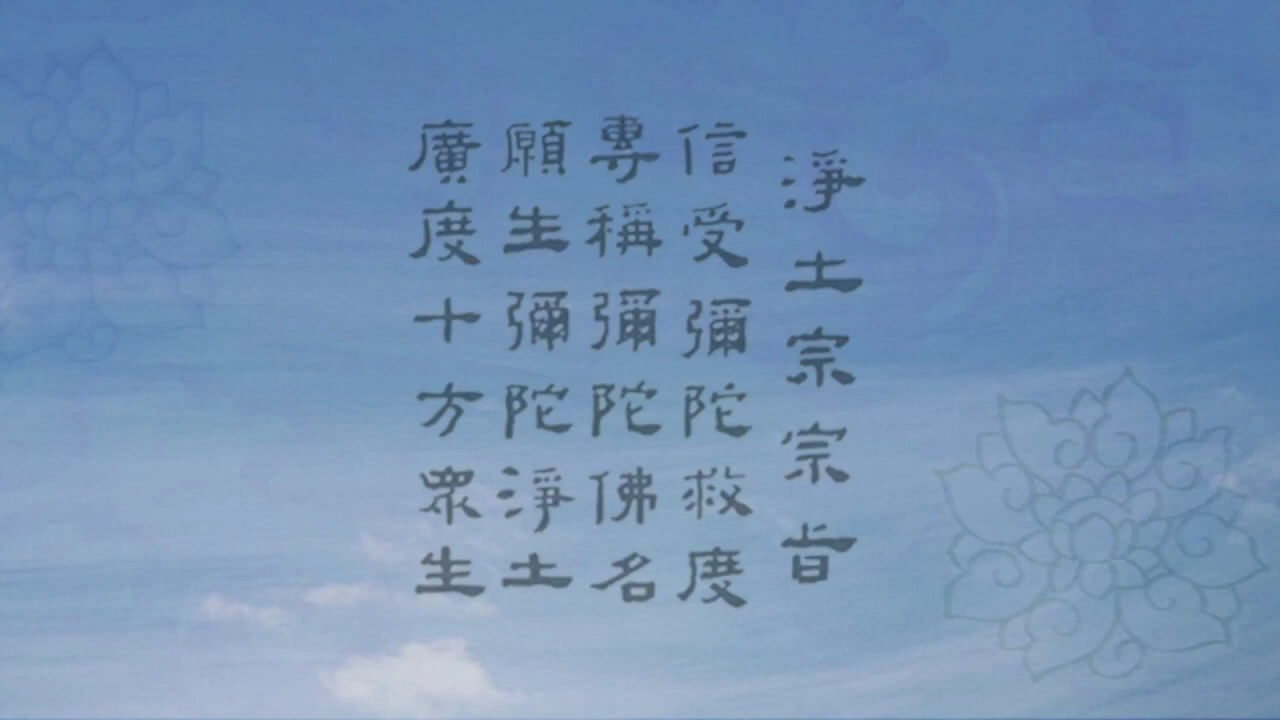 淨土宗宗旨
信受彌陀救度
專稱彌陀佛名
願生彌陀淨土
廣度十方眾生